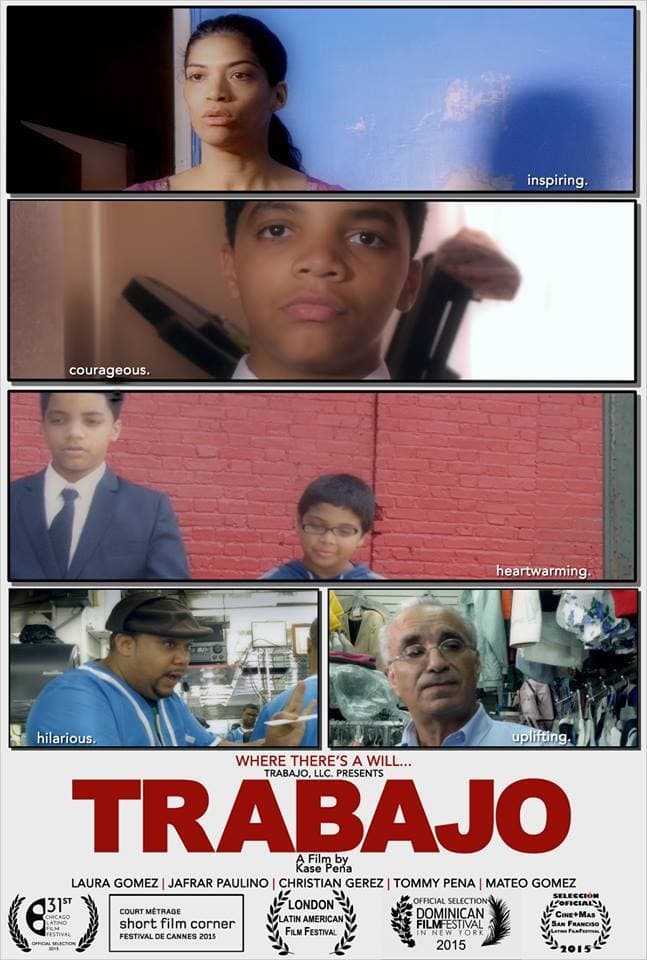 inspiring.
courageous.
heartwarming.
hilarious.
uplifting.
WHERE THERE'S A WILL...
TRABAJO, LLC. PRESENTS
TRABAJO
A Film by
Kase Pena
LAURA GOMEZ | JAFRAR PAULINO | CHRISTIAN GEREZ | TOMMY PENA | MATEO GOMEZ
31ST
CHICAGO
LATINO
FILM
FESTIVAL
OFFICIAL SELECTION
2015
COURT MÉTRAGE
short film corner
FESTIVAL DE CANNES 2015
LONDON
LATIN AMERICAN
FILM FESTIVAL
OFFICIAL SELECTION
DOMINICAN
FILMFESTIVAL
IN NEW YORK
2015
SELECCIÓN
"OFICIAL"
CINE+MAS
SAN FRANCISO
LATINO FILM FESTIVAL
2015